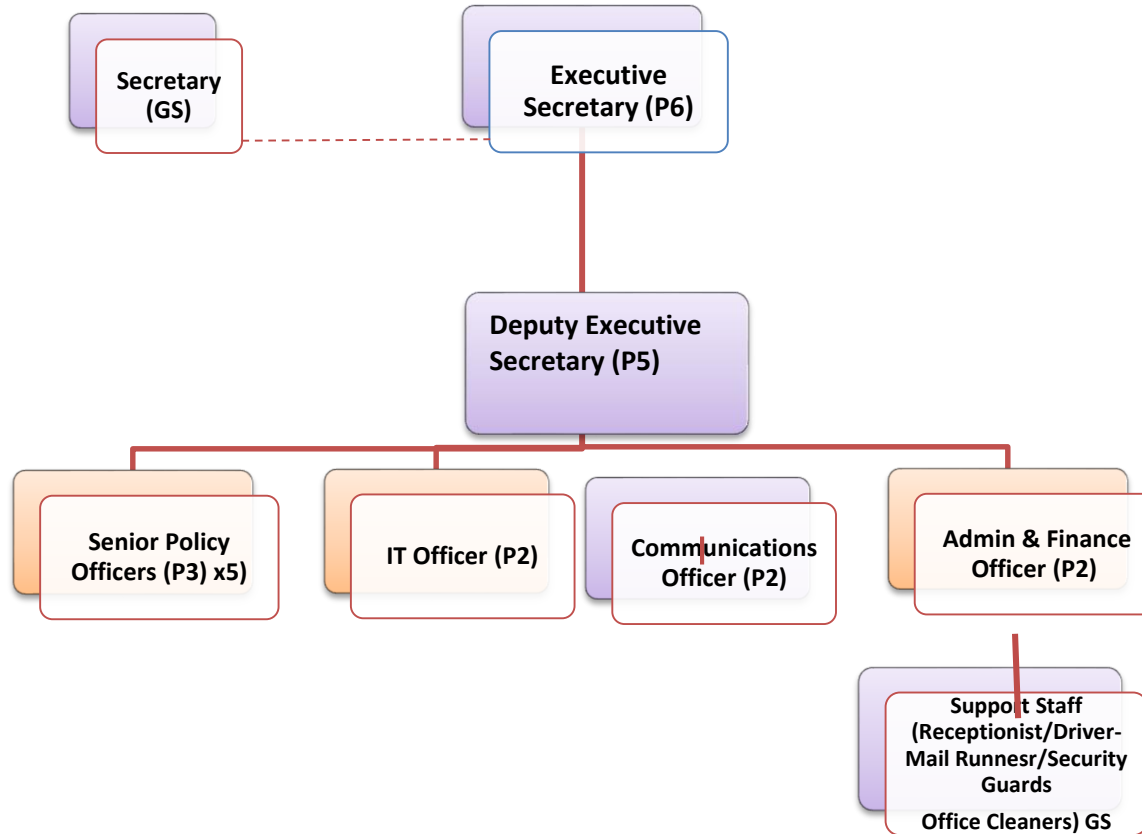 Secretary
(GS)
Executive
Secretary (P6)
Deputy Executive
Secretary (P5)
Senior Policy
Officers (P3) x5)
IT Officer (P2)
Communications
Officer (P2)
Admin & Finance
Officer (P2)
Support Staff
(Receptionist/Driver-
Mail Runnesr/Security
Guards
Office Cleaners) GS